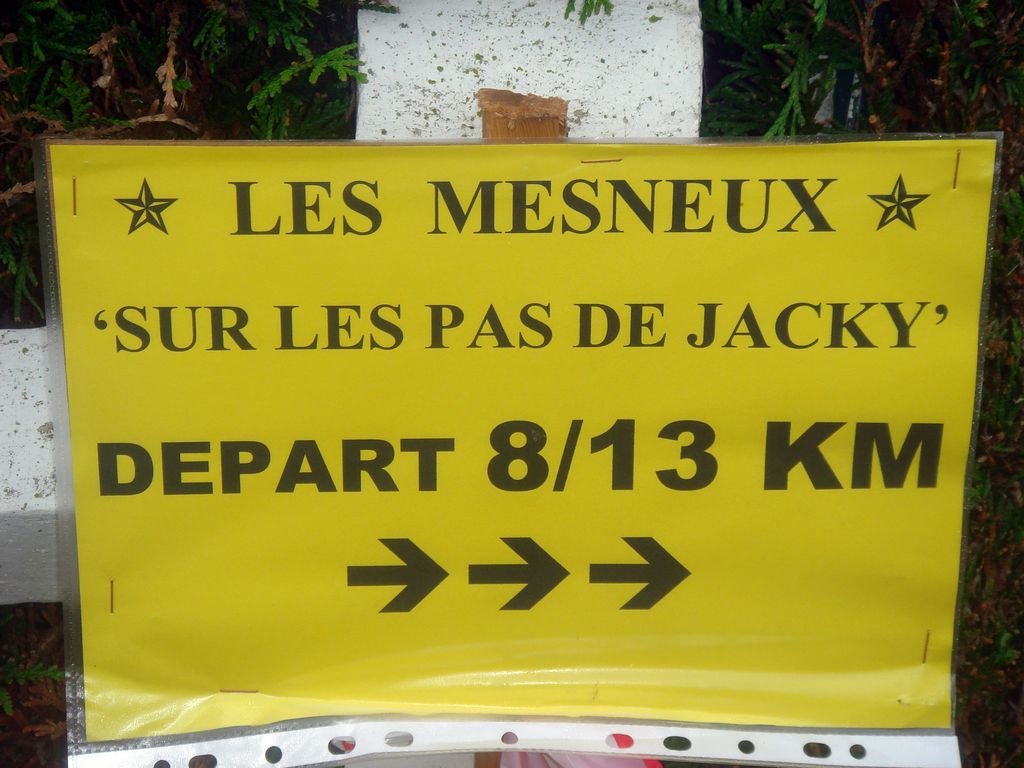 LES MESNEUX
‘SUR LES PAS DE JACKY’
DEPART 8/13 KM